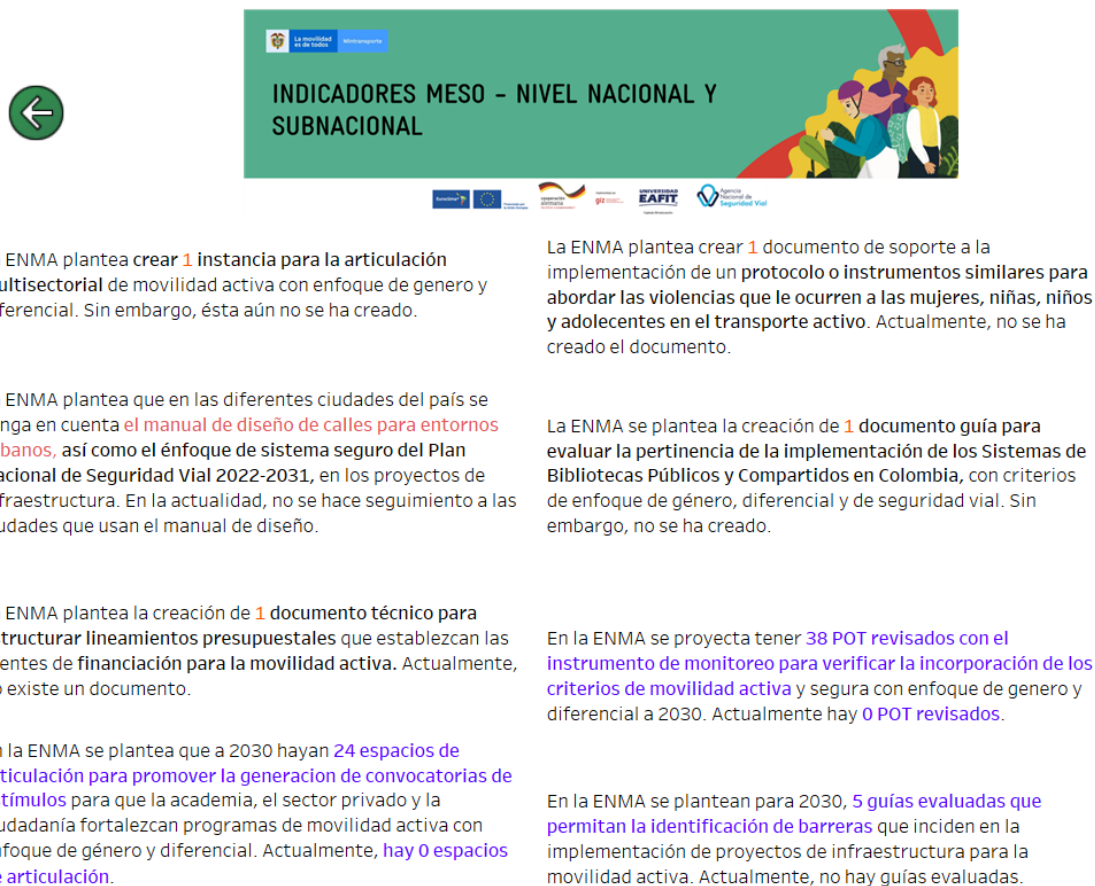 La movilidad
es de todos
Mintransporte
INDICADORES MESO - NIVEL NACIONAL Y
SUBNACIONAL
UNIVERSIDAD
EAFIT
giz
Agencia
Nacional de
Seguridad Vial
ENMA plantea crear 1 instancia para la articulación
ultisectorial de movilidad activa con enfoque de genero y
ferencial. Sin embargo, ésta aún no se ha creado.
ENMA plantea que en las diferentes ciudades del país se
nga en cuenta el manual de diseño de calles para entornos
banos, así como el énfoque de sistema seguro del Plan
acional de Seguridad Vial 2022-2031, en los proyectos de
fraestructura. En la actualidad, no se hace seguimiento a las
udades que usan el manual de diseño.
ENMA plantea la creación de 1 documento técnico para
structurar lineamientos presupuestales que establezcan las
entes de financiación para la movilidad activa. Actualmente,
o existe un documento.
n la ENMA se plantea que a 2030 hayan 24 espacios de
ticulación para promover la generacion de convocatorias de
tímulos para que la academia, el sector privado y la
udadanía fortalezcan programas de movilidad activa con
nfoque de género y diferencial. Actualmente, hay 0 espacios
e articulación.
La ENMA plantea crear 1 documento de soporte a la
implementación de un protocolo o instrumentos similares para
abordar las violencias que le ocurren a las mujeres, niñas, niños
y adolecentes en el transporte activo. Actualmente, no se ha
creado el documento.
La ENMA se plantea la creación de 1 documento guía para
evaluar la pertinencia de la implementación de los Sistemas de
Bibliotecas Públicos y Compartidos en Colombia, con criterios
de enfoque de género, diferencial y de seguridad vial. Sin
embargo, no se ha creado.
En la ENMA se proyecta tener 38 POT revisados con el
instrumento de monitoreo para verificar la incorporación de los
criterios de movilidad activa y segura con enfoque de genero y
diferencial a 2030. Actualmente hay 0 POT revisados.
En la ENMA se plantean para 2030, 5 guías evaluadas que
permitan la identificación de barreras que inciden en la
implementación de proyectos de infraestructura para la
movilidad activa. Actualmente, no hay guías evaluadas.